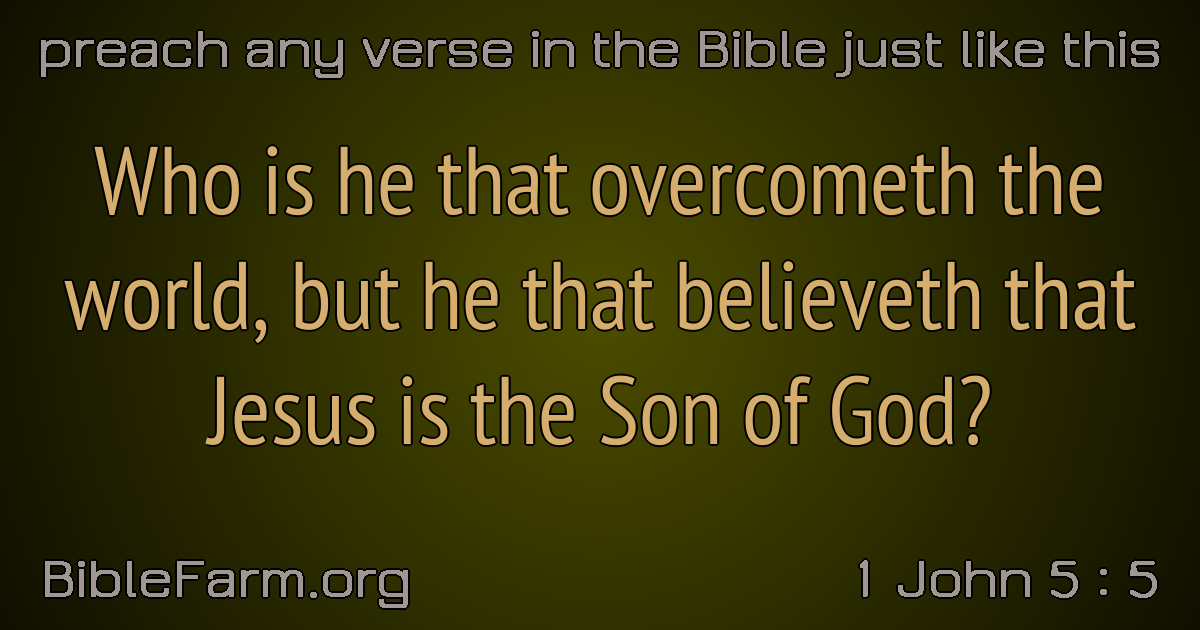 preach any verse in the Bible just like this
Who is he that overcometh the
world, but he that believeth that
Jesus is the Son of God?
BibleFarm.org
1 John 5 : 5